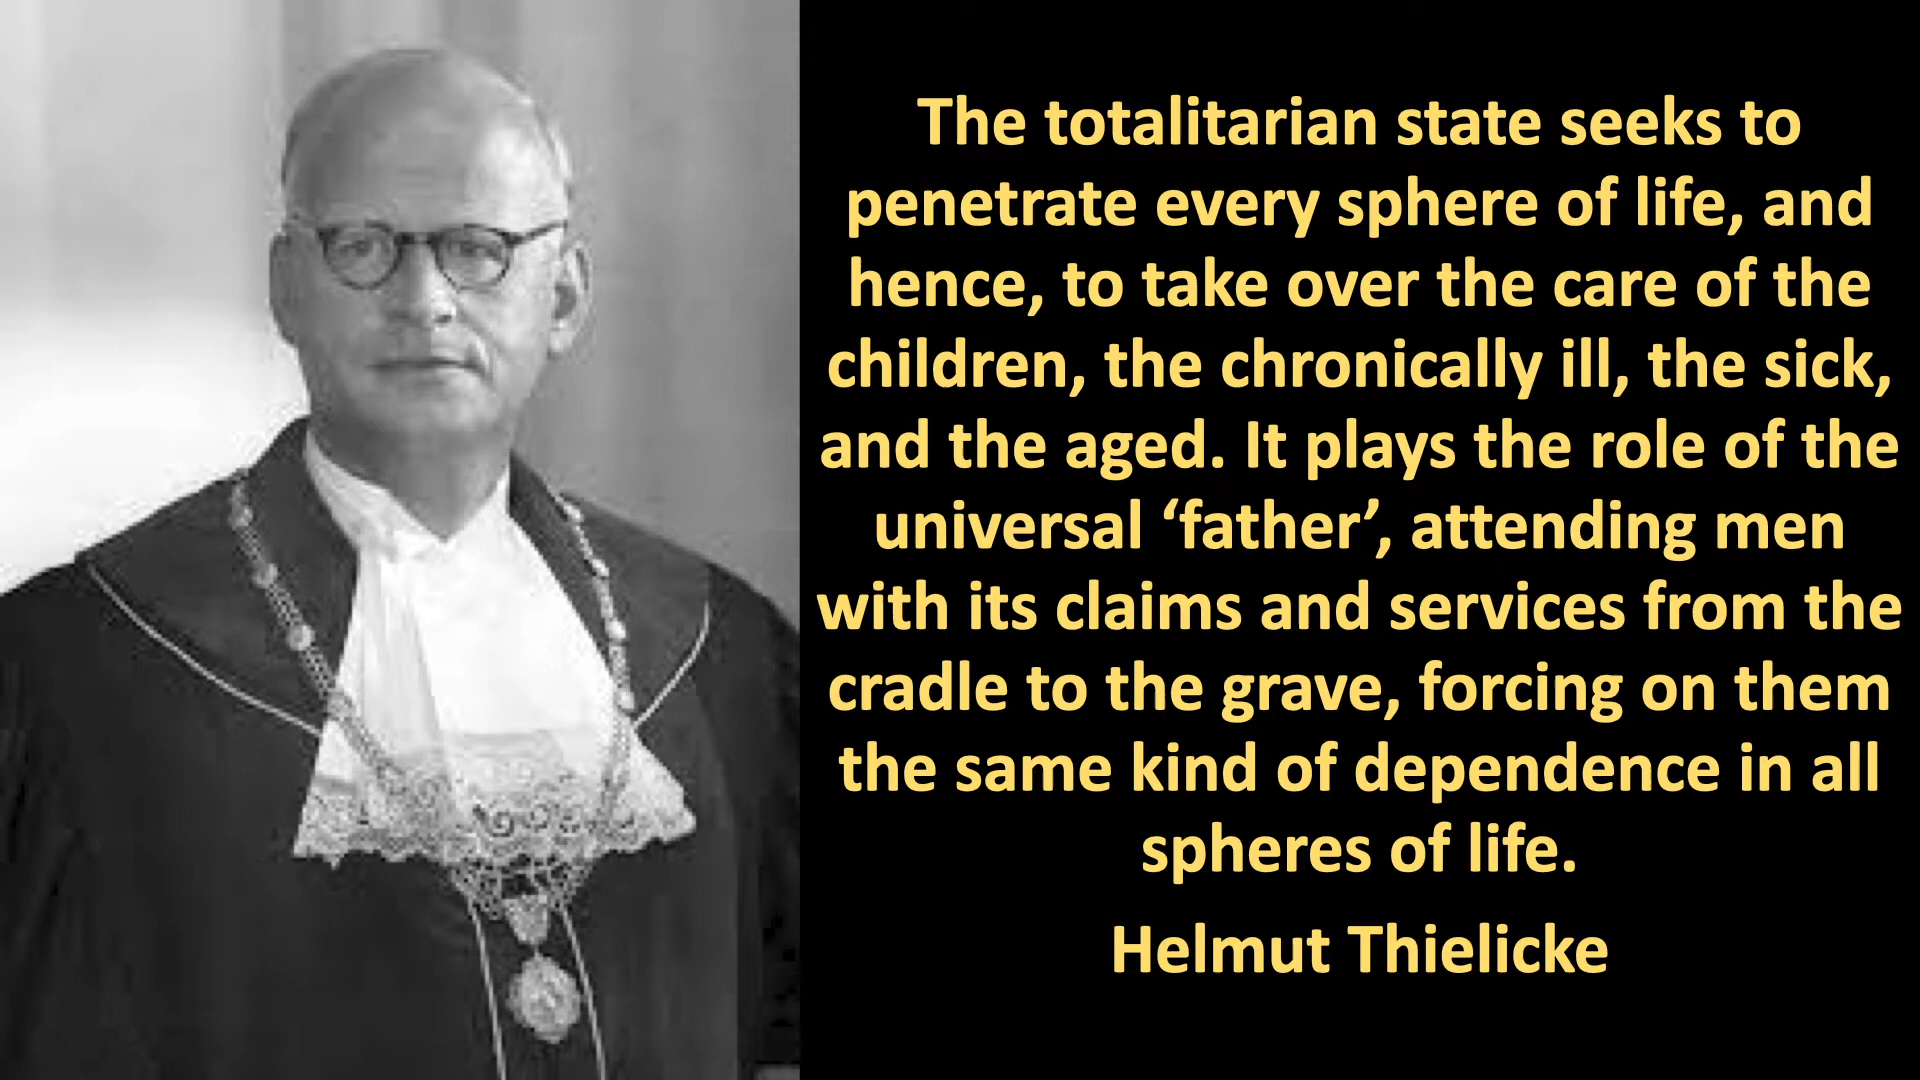 The totalitarian state seeks to
penetrate every sphere of life, and
hence, to take over the care of the
children, the chronically ill, the sick,
and the aged. It plays the role of the
universal ‘father’, attending men
with its claims and services from the
cradle to the grave, forcing on them
the same kind of dependence in all
spheres of life.
Helmut Thielicke